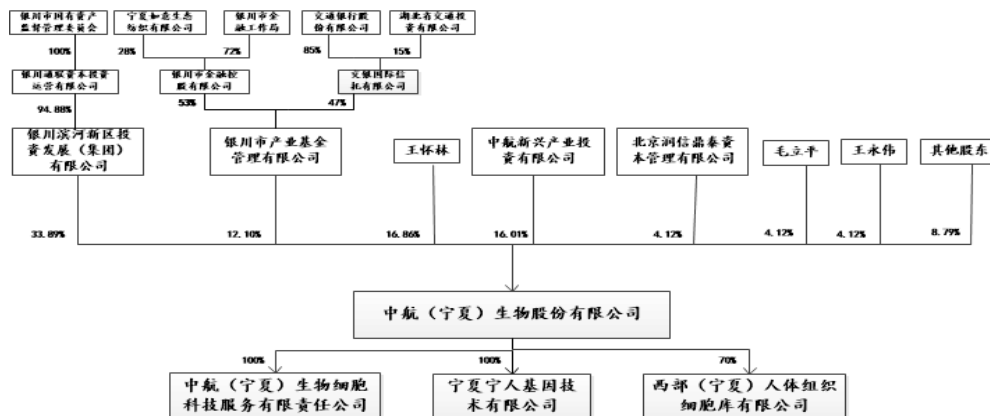 银川市国有资产
监督管理委员会
宁夏如意生态
纺织有限公司
银川市金
融工作局
交通银行股
份有限公司
湖北省交通投
资有限公司
100%
28%
72%
85%
15%
银川通联资本投资
运营有限公司
银川市金融控
股有限公司
交银国际信
托有限公司
94.88%
53%
47%
银川滨河新区投
资发展（集团）
有限公司
银川市产业基金
管理有限公司
王怀林
中航新兴产业投
资有限公司
北京润信鼎泰资
本管理有限公司
毛立平
王永伟
其他股东
33.89%
12.10%
16.86%
16.01%
4.12%
4.12%
4.12%
8.79%
中航（宁夏）生物股份有限公司
100%
100%
70%
中航（宁夏）生物细胞
科技服务有限责任公司
宁夏宁人基因技
术有限公司
西部（宁夏）人体组织
细胞库有限公司